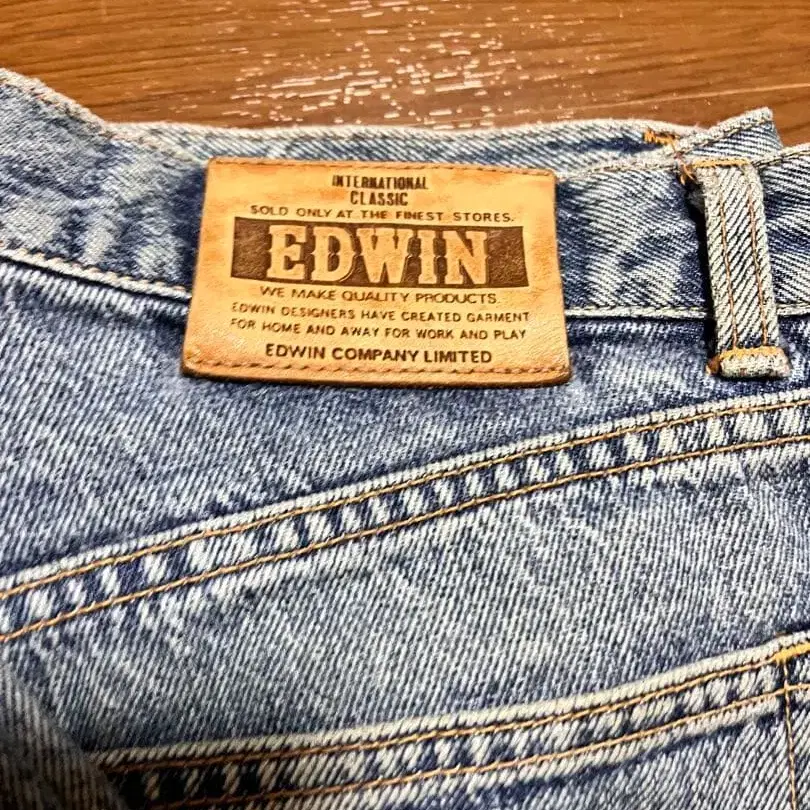 INTERNATIONAL
CLASSIC
SOLD ONLY AT THE FINEST STORES.
EDWIN
WE MAKE QUALITY PRODUCTS.
EDWIN DESIGNERS HAVE CREATED GARMENT
FOR HOME AND AWAY FOR WORK AND PLAY
EDWIN COMPANY LIMITED